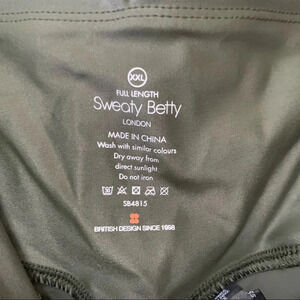 XXL
FULL LENGTH
Sweaty Betty
LONDON
MADE IN CHINA
Wash with similar colours
Dry away from
direct sunlight
Do not iron
SB4815
BRITISH DESIGN SINCE 1998